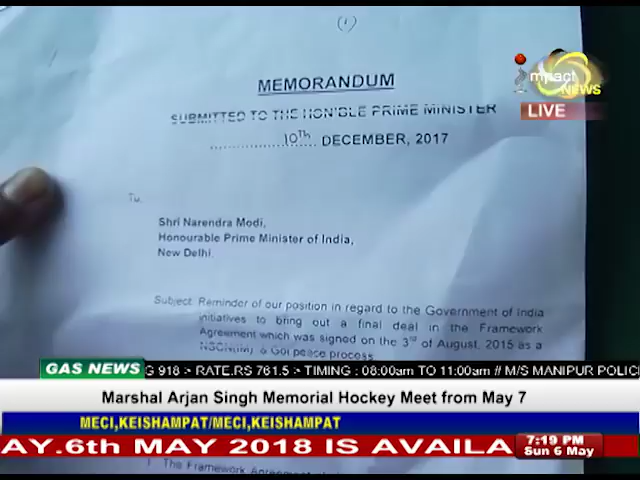 (1)
MEMORANDUM
SUBMITTED TO THE HON'BLE PRIME MINISTER
10Th DECEMBER, 2017
To,
Shri Narendra Modi,
Honourable Prime Minister of India,
New Delhi.
Subject: Reminder of our position in regard to the Government of India
initiatives to bring out a final deal in the Framework
Agreement which was signed on the 3rd of August, 2015 as a
NSCN(IM) & GoI peace process
1 The Framework
impact
NEWS
LIVE
GAS NEWS
G 918 :- RATE.RS 761.5 :- TIMING : 08:00am TO 11:00am // M/S MANIPUR POLIC
Marshal Arjan Singh Memorial Hockey Meet from May 7
MECI,KEISHAMPAT/MECI,KEISHAMPAT
AY.6th MAY 2018 IS AVAILA
7:19 PM
Sun 6 May